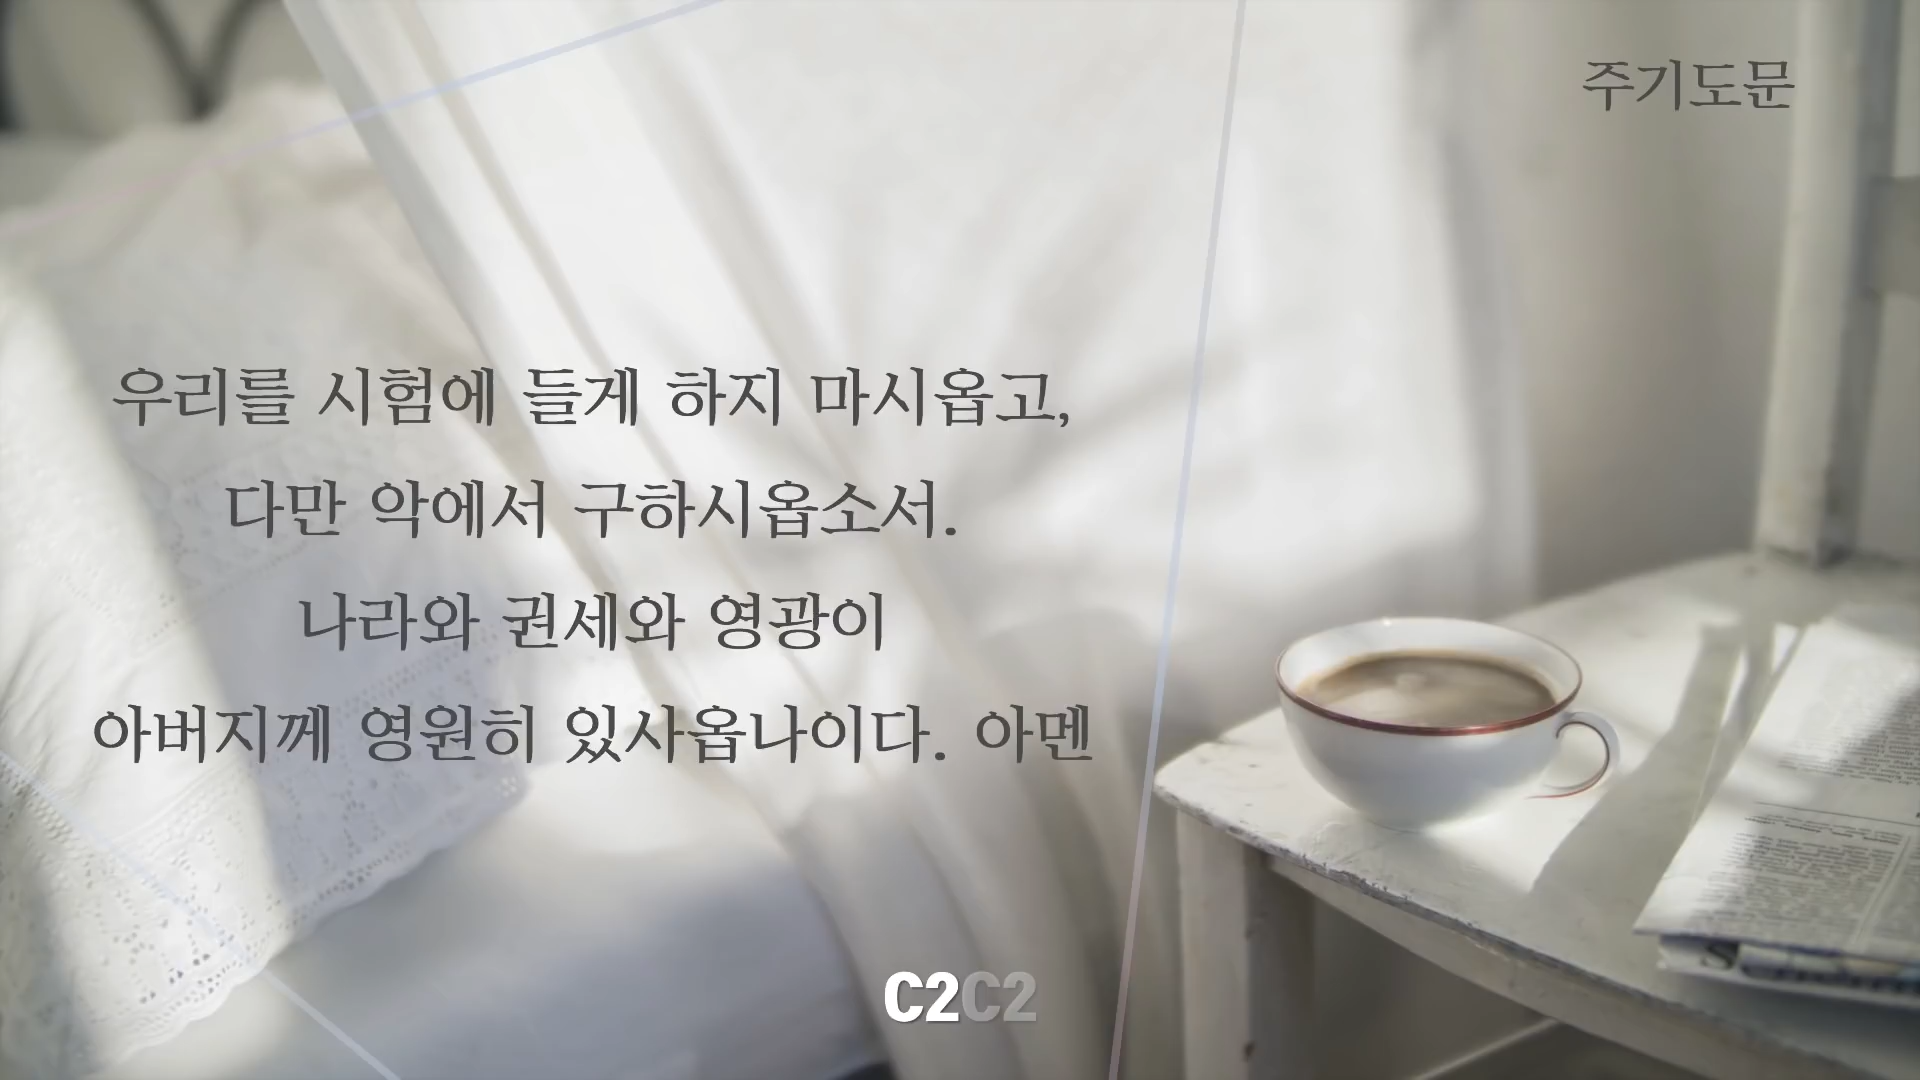 주기도문
우리를 시험에 들게 하지 마시옵고,
다만 악에서 구하시옵소서.
나라와 권세와 영광이
아버지께 영원히 있사옵나이다. 아멘
C2C2